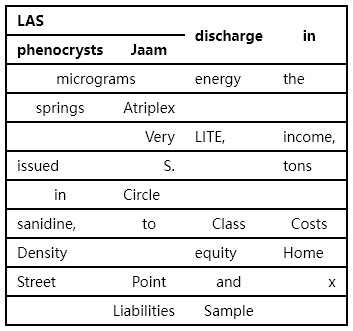 LAS
discharge in
phenocrysts Jaam
micrograms energy the
springs Atriplex
Very LITE, income,
issued S. tons
in Circle
sanidine, to Class Costs
Density equity Home
Street Point and x
Liabilities Sample